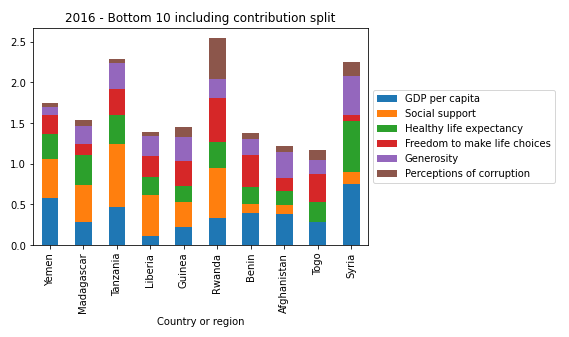 2016 - Bottom 10 including contribution split
2.5
2.0
1.5
1.0
0.5
0.0
Yemen
Madagascar
Tanzania
Liberia
Guinea
Rwanda
Benin
Afghanistan
Togo
Syria
Country or region
GDP per capita
Social support
Healthy life expectancy
Freedom to make life choices
Generosity
Perceptions of corruption